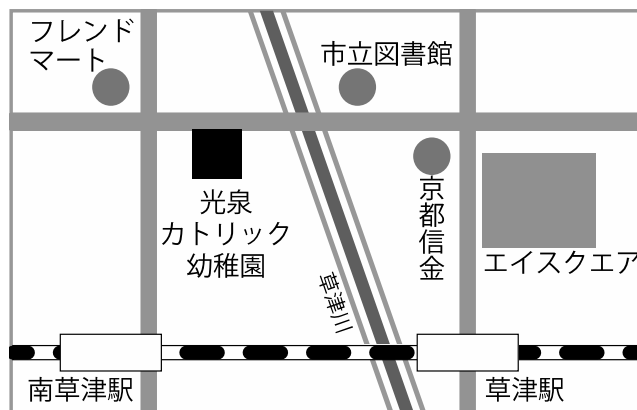 フレンド
マート
市立図書館
光泉
カトリック
幼稚園
京都信金
エイスクエア
草津川
南草津駅
草津駅